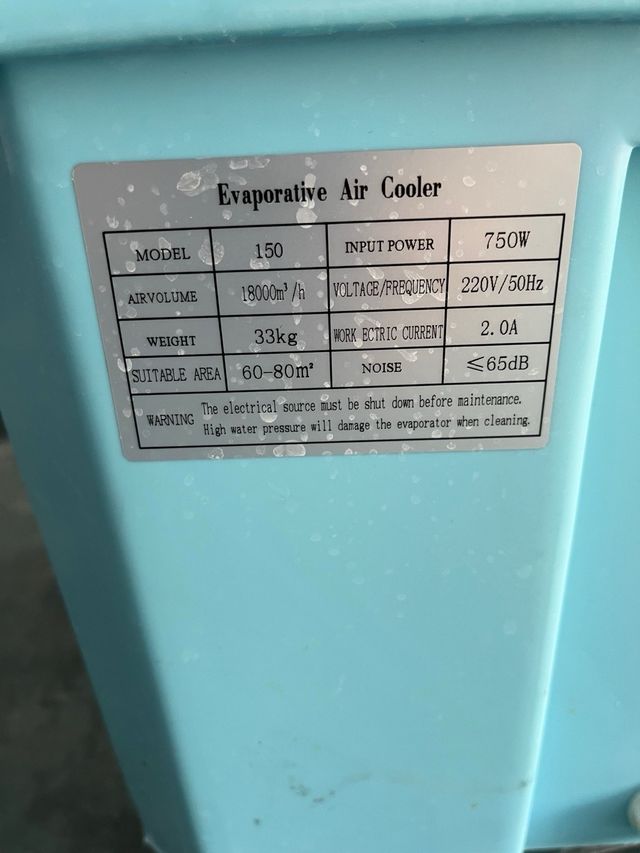 Evaporative Air Cooler
MODEL 150 INPUT POWER 750W
AIRVOLUME 18000m³/h VOLTAGE/FREQUENCY 220V/50Hz
WEIGHT 33kg WORK ECTRIC CURRENT 2.0A
SUITABLE AREA 60-80m² NOISE ≤65dB
WARNING The electrical source must be shut down before maintenance.
High water pressure will damage the evaporator when cleaning.